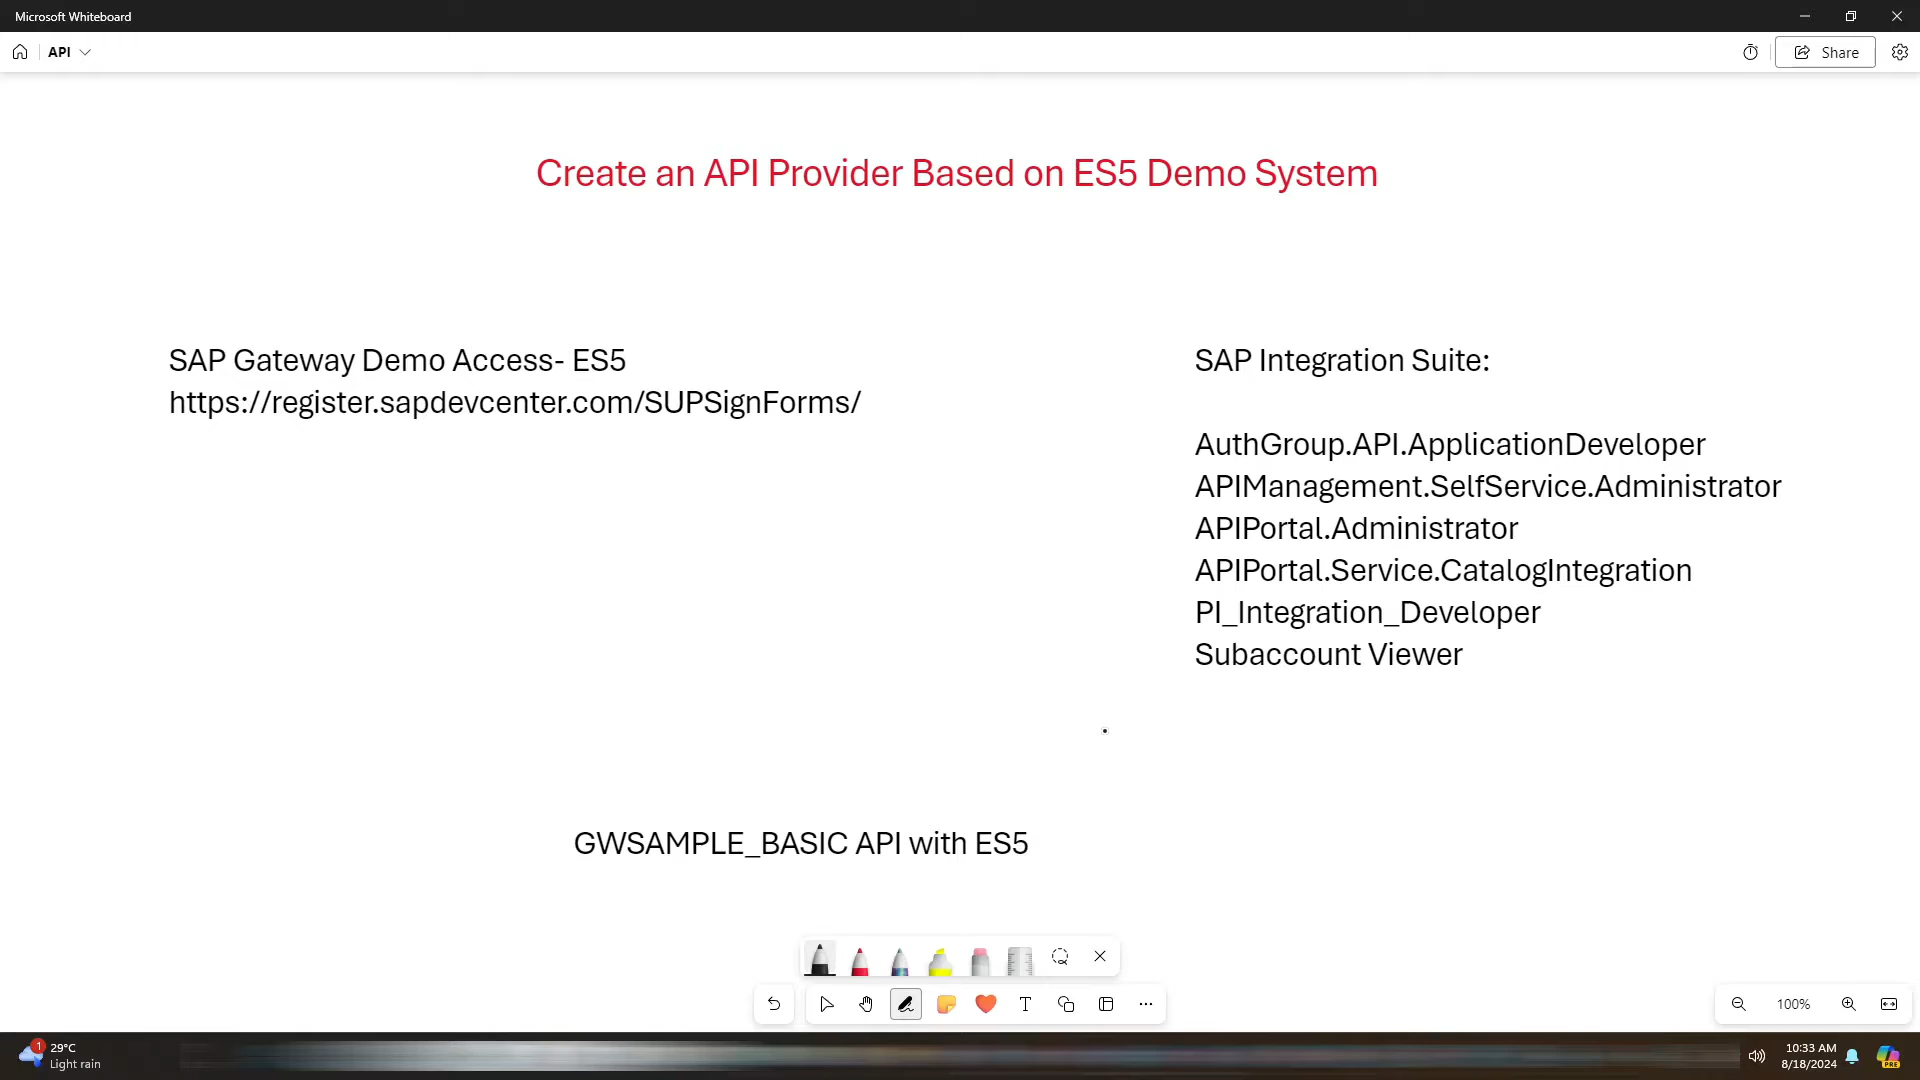 Microsoft Whiteboard
API
Share
Create an API Provider Based on ES5 Demo System
SAP Gateway Demo Access- ES5
https://register.sapdevcenter.com/SUPSignForms/
SAP Integration Suite:
AuthGroup.API.ApplicationDeveloper
APIManagement.SelfService.Administrator
APIPortal.Administrator
APIPortal.Service.CatalogIntegration
PI_Integration_Developer
Subaccount Viewer
GWSAMPLE_BASIC API with ES5
T
100%
1
29°C
Light rain
10:33 AM
8/18/2024
PRE